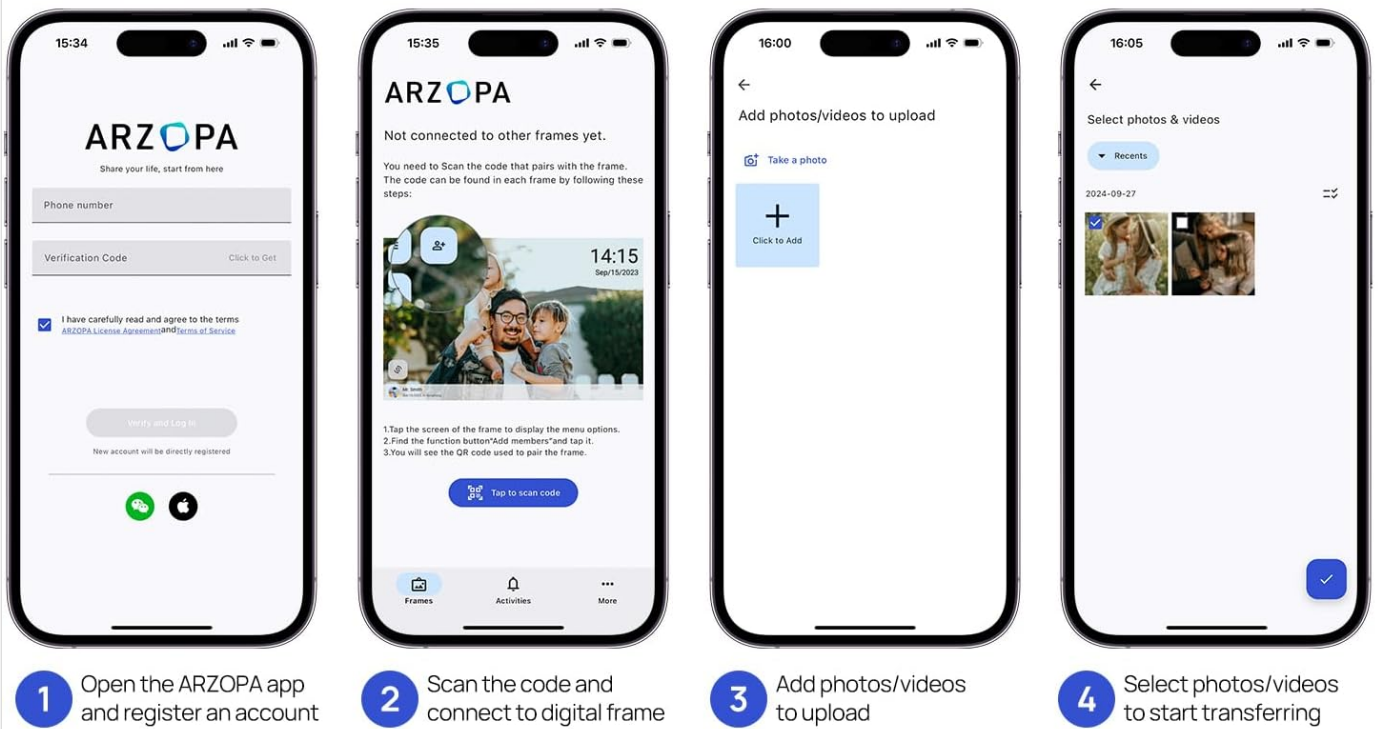 15:34
ARZOPA
Share your life, start from here
Phone number
Verification Code
Click to Get
I have carefully read and agree to the terms
ARZOPA License AgreementandTerms of Service
Verify and Log In
New account will be directly registered
1
Open the ARZOPA app
and register an account
15:35
ARZOPA
Not connected to other frames yet.
You need to Scan the code that pairs with the frame.
The code can be found in each frame by following these
steps:
14:15
Sep/15/2023
Mr. Smith
1.Tap the screen of the frame to display the menu options.
2.Find the function button"Add members"and tap it.
3.You will see the QR code used to pair the frame.
Tap to scan code
Frames
Activities
More
2
Scan the code and
connect to digital frame
16:00
Add photos/videos to upload
Take a photo
Click to Add
3
Add photos/videos
to upload
16:05
Select photos & videos
Recents
2024-09-27
4
Select photos/videos
to start transferring